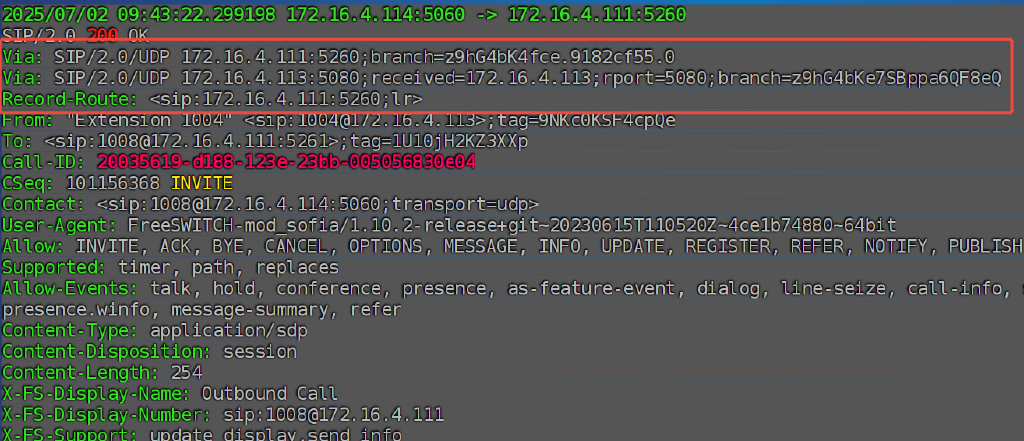 2025/07/02 09:43:22.299198 172.16.4.114:5060 -> 172.16.4.111:5260
SIP/2.0 200 OK
Via: SIP/2.0/UDP 172.16.4.111:5260;branch=z9hG4bK4fce.9182cf55.0
Via: SIP/2.0/UDP 172.16.4.113:5080;received=172.16.4.113;rport=5080;branch=z9hG4bKe7SBppa6QF8eQ
Record-Route: <sip:172.16.4.111:5260;lr>
From: "Extension 1004" <sip:1004@172.16.4.113>;tag=9NKc0KSF4cpQe
To: <sip:1008@172.16.4.111:5261>;tag=1U10jH2KZ3XXp
Call-ID: 20035619-d188-123e-23bb-005056830e04
CSeq: 101156368 INVITE
Contact: <sip:1008@172.16.4.114:5060;transport=udp>
User-Agent: FreeSWITCH-mod_sofia/1.10.2-release+git~20230615T110520Z~4ce1b74880~64bit
Allow: INVITE, ACK, BYE, CANCEL, OPTIONS, MESSAGE, INFO, UPDATE, REGISTER, REFER, NOTIFY, PUBLISH
Supported: timer, path, replaces
Allow-Events: talk, hold, conference, presence, as-feature-event, dialog, line-seize, call-info,
presence.winfo, message-summary, refer
Content-Type: application/sdp
Content-Disposition: session
Content-Length: 254
X-FS-Display-Name: Outbound Call
X-FS-Display-Number: sip:1008@172.16.4.111
X-FS-Support: update_display,send_info